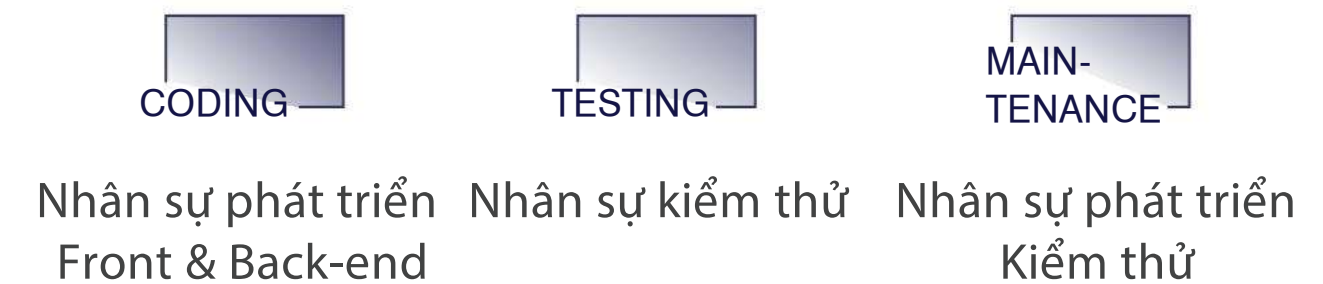 CODING
TESTING
MAIN-
TENANCE
Nhân sự phát triển
Front & Back-end
Nhân sự kiểm thử
Nhân sự phát triển
Kiểm thử